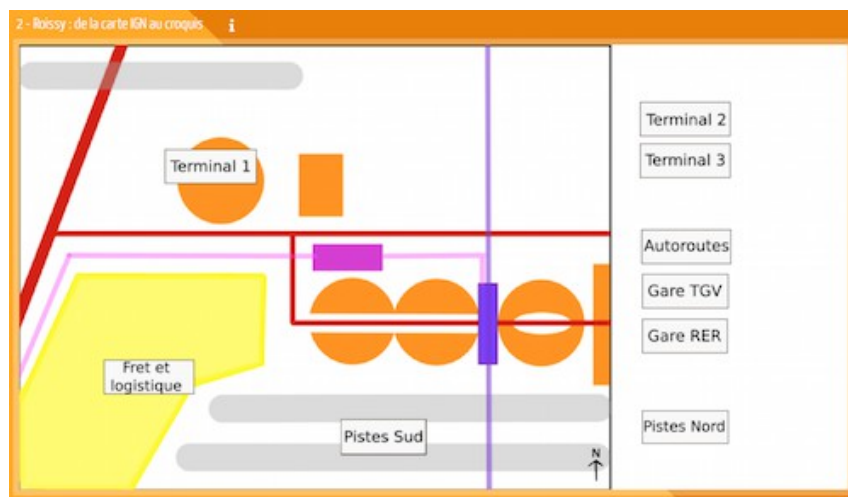 2 - Roissy : de la carte IGN au croquis i
Terminal 1
Fret et
logistique
Pistes Sud
N
Terminal 2
Terminal 3
Autoroutes
Gare TGV
Gare RER
Pistes Nord